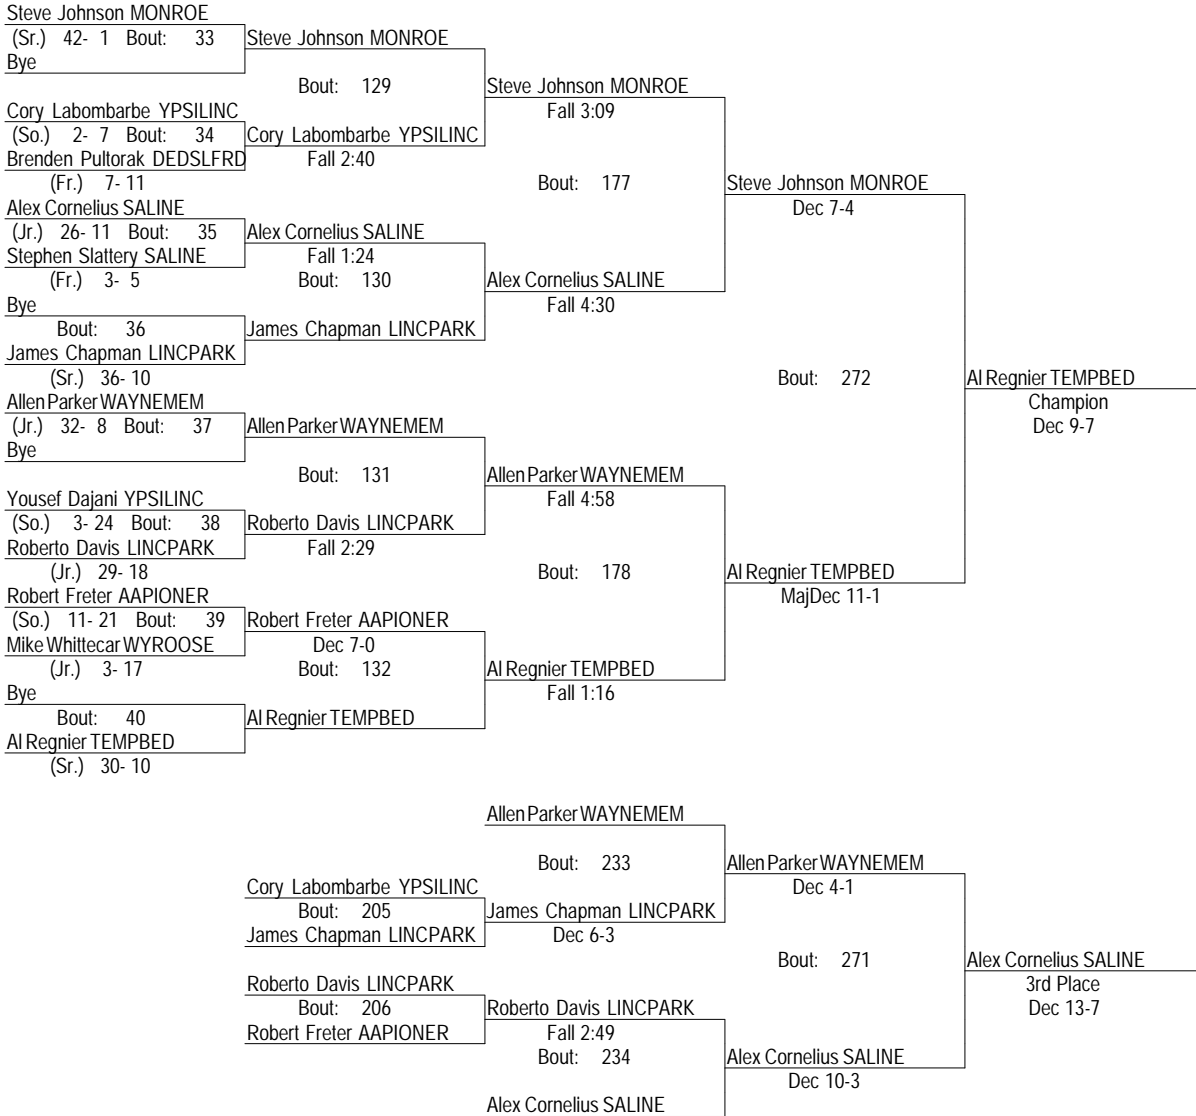 Steve Johnson MONROE
(Sr.) 42- 1 Bout: 33
Steve Johnson MONROE
Bye
Bout: 129
Steve Johnson MONROE
Cory Labombarbe YPSILINC
Fall 3:09
(So.) 2- 7 Bout: 34
Cory Labombarbe YPSILINC
Brenden Pultorak DEDSLFRD
Fall 2:40
(Fr.) 7- 11
Bout: 177
Steve Johnson MONROE
Alex Cornelius SALINE
Dec 7-4
(Jr.) 26- 11 Bout: 35
Alex Cornelius SALINE
Stephen Slattery SALINE
Fall 1:24
(Fr.) 3- 5
Bout: 130
Alex Cornelius SALINE
Bye
Fall 4:30
Bout: 36
James Chapman LINCPARK
James Chapman LINCPARK
(Sr.) 36- 10
Bout: 272
Al Regnier TEMPBED
Allen Parker WAYNEMEM
Champion
(Jr.) 32- 8 Bout: 37
Allen Parker WAYNEMEM
Dec 9-7
Bye
Bout: 131
Allen Parker WAYNEMEM
Yousef Dajani YPSILINC
Fall 4:58
(So.) 3- 24 Bout: 38
Roberto Davis LINCPARK
Roberto Davis LINCPARK
Fall 2:29
(Jr.) 29- 18
Bout: 178
Al Regnier TEMPBED
Robert Freter AAPIONER
MajDec 11-1
(So.) 11- 21 Bout: 39
Robert Freter AAPIONER
Mike Whittecar WYROOSE
Dec 7-0
(Jr.) 3- 17
Bout: 132
Al Regnier TEMPBED
Bye
Fall 1:16
Bout: 40
Al Regnier TEMPBED
Al Regnier TEMPBED
(Sr.) 30- 10
Allen Parker WAYNEMEM
Bout: 233
Allen Parker WAYNEMEM
Cory Labombarbe YPSILINC
Dec 4-1
Bout: 205
James Chapman LINCPARK
James Chapman LINCPARK
Dec 6-3
Bout: 271
Alex Cornelius SALINE
Roberto Davis LINCPARK
3rd Place
Bout: 206
Roberto Davis LINCPARK
Dec 13-7
Robert Freter AAPIONER
Fall 2:49
Bout: 234
Alex Cornelius SALINE
Dec 10-3
Alex Cornelius SALINE